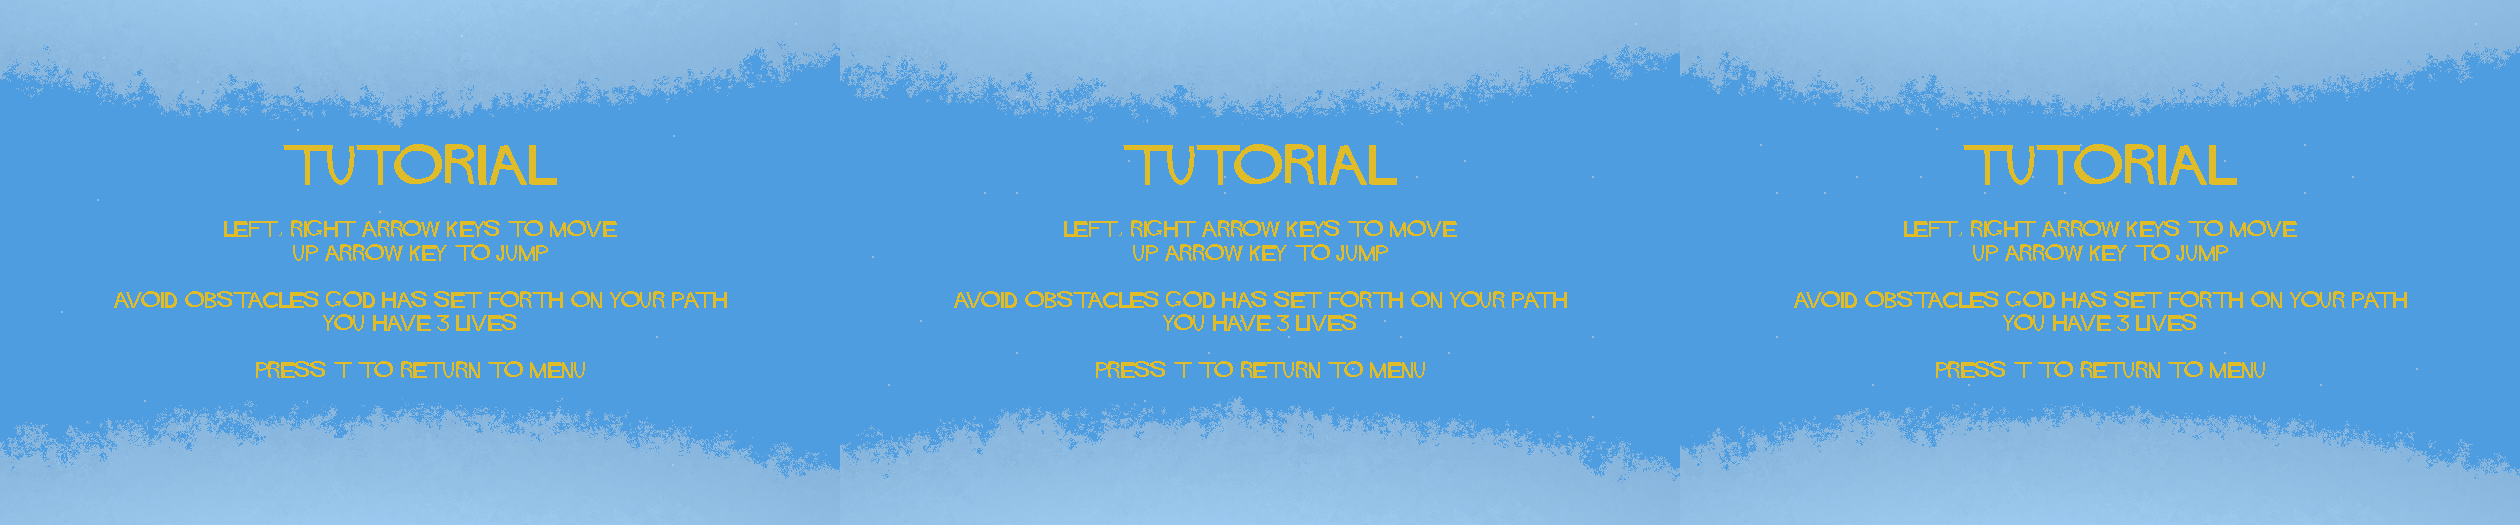 TUTORIAL
LEFT, RIGHT ARROW KEYS TO MOVE
UP ARROW KEY TO JUMP
AVOID OBSTACLES GOD HAS SET FORTH ON YOUR PATH
YOU HAVE 3 LIVES
PRESS T TO RETURN TO MENU
TUTORIAL
LEFT, RIGHT ARROW KEYS TO MOVE
UP ARROW KEY TO JUMP
AVOID OBSTACLES GOD HAS SET FORTH ON YOUR PATH
YOU HAVE 3 LIVES
PRESS T TO RETURN TO MENU
TUTORIAL
LEFT, RIGHT ARROW KEYS TO MOVE
UP ARROW KEY TO JUMP
AVOID OBSTACLES GOD HAS SET FORTH ON YOUR PATH
YOU HAVE 3 LIVES
PRESS T TO RETURN TO MENU